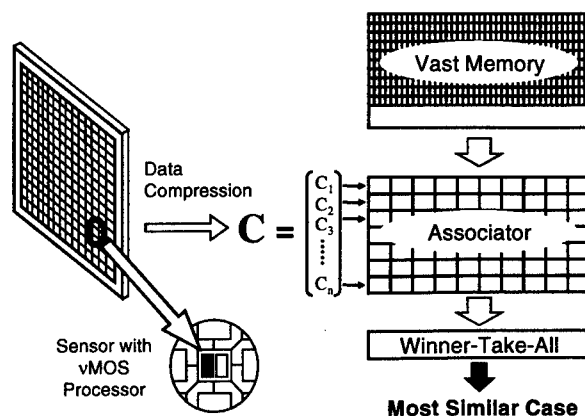 Vast Memory
Data
Compression
C =
C1
C2
C3
Cn
Associator
Sensor with
vMOS
Processor
Winner-Take-All
Most Similar Case